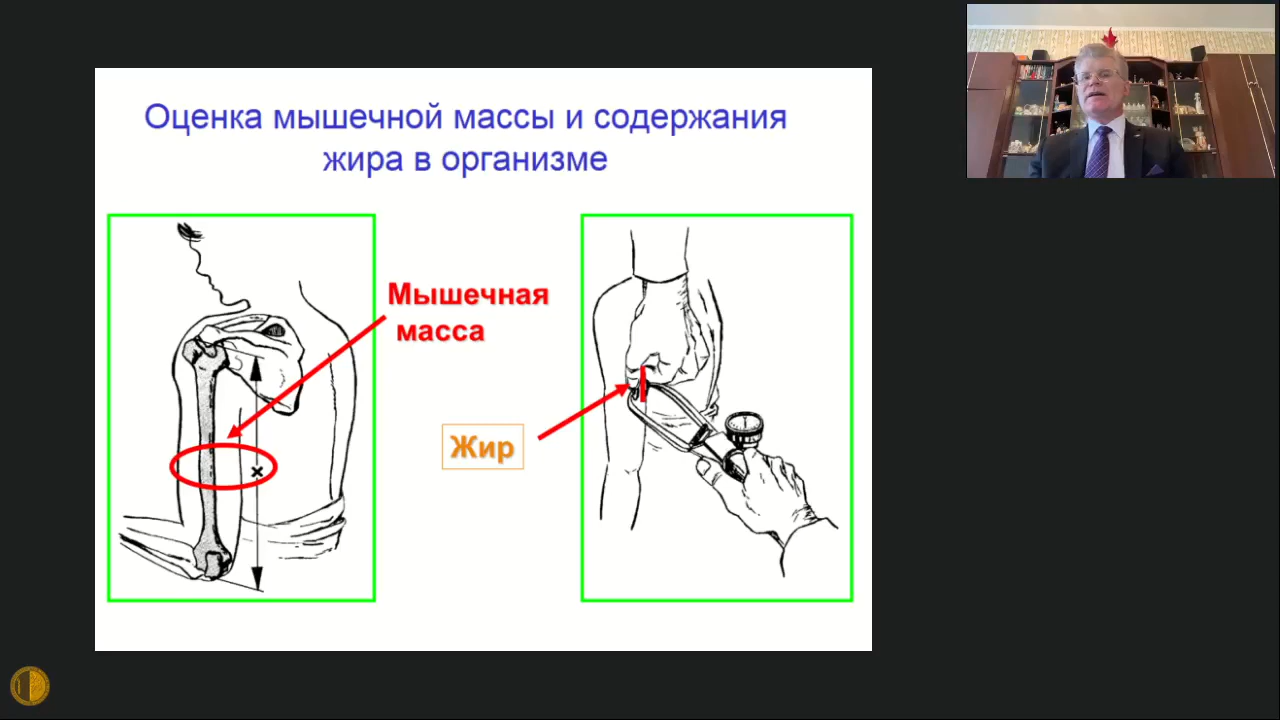 Оценка мышечной массы и содержания
жира в организме
Мышечная
масса
Жир